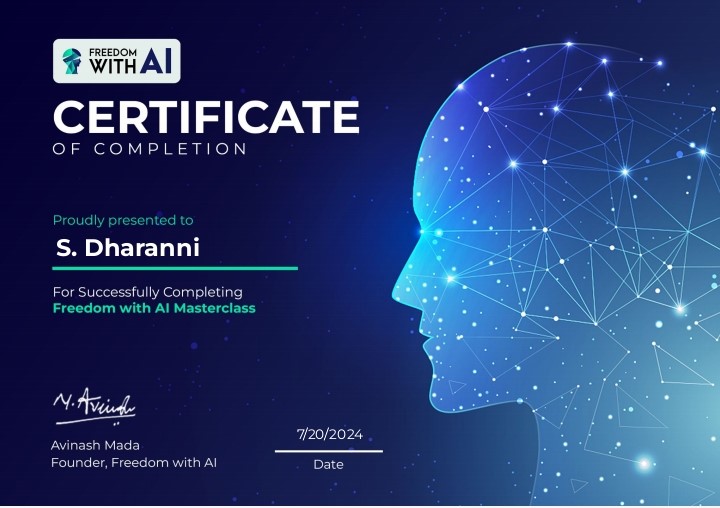 FREEDOM
WITH AI
CERTIFICATE
OF COMPLETION
Proudly presented to
S. Dharanni
For Successfully Completing
Freedom with AI Masterclass
Avinash Mada
Founder, Freedom with AI
7/20/2024
Date